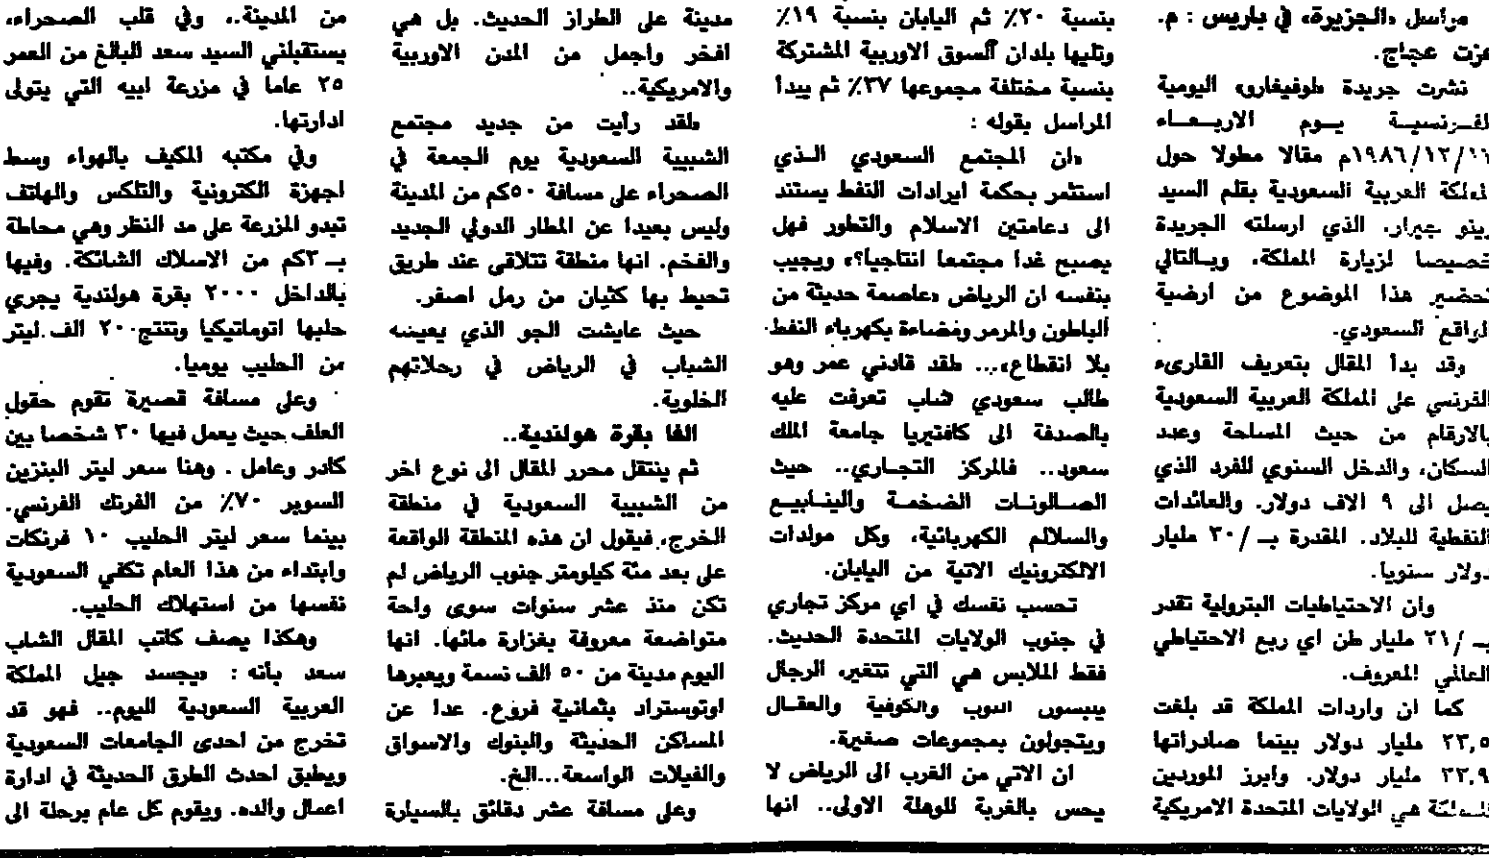 مراسل «الجزيرة» في باريس : م.
عزت عجاج.
نشرت جريدة «لوفيغارو» اليومية
الفـرنسيـة يـوم الاربـعـاء
/١٢/١٩٨٦م مقالا مطولا حول
المملكة العربية السعودية بقلم السيد
رينو جيرار. الذي ارسلته الجريدة
خصيصا لزيارة المملكة. وبـالتالي
تحضير هذا الموضوع من ارضية
الواقع السعودي.
وقد بدأ المقال بتعريف القارىء
الفرنسي على المملكة العربية السعودية
بالارقام من حيث المساحة وعدد
السكان، والدخل السنوي للفرد الذي
يصل الى ٩ الاف دولار. والعائدات
النفطية للبلاد. المقدرة بـ /٢٠ مليار
دولار سنويا.
وان الاحتياطيات البترولية تقدر
بـ /٢١ مليار طن اي ربع الاحتياطي
العالمي المعروف.
كما ان واردات المملكة قد بلغت
٢٣,٥ مليار دولار بينما صادراتها
٢٣,٩ مليار دولار. وابرز الموردين
للمملكة هي الولايات المتحدة الامريكية
بنسبة ٢٠٪ ثم اليابان بنسبة ١٩٪
وتليها بلدان السوق الاوربية المشتركة
بنسبة مختلفة مجموعها ٣٧٪ ثم يبدأ
المراسل بقوله :
«ان المجتمع السعودي الـذي
استثمر بحكمة ايرادات النفط يستند
الى دعامتين الاسلام والتطور فهل
يصبح غدا مجتمعا انتاجيا؟» ويجيب
بنفسه ان الرياض «عاصمة حديثة من
الباطون والمرمر ومضاءة بكهرباء النفط
بلا انقطاع»... «لقد قادني عمر وهو
طالب سعودي شاب تعرفت عليه
بالصدفة الى كافتيريا جامعة الملك
سعود.. فالمركز التجـاري.. حيث
الصـالونـات الضخمـة والينـابيـع
والسلالم الكهربائية، وكل مولدات
الالكترونيك الاتية من اليابان.
تحسب نفسك في اي مركز تجاري
في جنوب الولايات المتحدة الحديث.
فقط الملابس هي التي تتغير. الرجال
يلبسون الثوب والكوفية والعقـال
ويتجولون بمجموعات صغيرة.
ان الاتي من الغرب الى الرياض لا
يحس بالغربة للوهلة الاولى.. انها
مدينة على الطراز الحديث. بل هي
افخر واجمل من المدن الاوربية
والامريكية..
«لقد رأيت من جديد مجتمع
الشبيبة السعودية يوم الجمعة في
الصحراء على مسافة ٥٠كم من المدينة
وليس بعيدا عن المطار الدولي الجديد
والفخم. انها منطقة تتلاقى عند طريق
تحيط بها كثبان من رمل اصفر.
حيث عايشت الجو الذي يعيشه
الشباب في الرياض في رحلاتهم
الخلوية.
الفا بقرة هولندية..
ثم ينتقل محرر المقال الى نوع اخر
من الشبيبة السعودية في منطقة
الخرج، فيقول ان هذه المنطقة الواقعة
على بعد مئة كيلومتر جنوب الرياض لم
تكن منذ عشر سنوات سوى واحة
متواضعة معروفة بغزارة مائها. انها
اليوم مدينة من ٥٠ الف نسمة ويعبرها
اوتوستراد بثمانية فروع. عدا عن
المساكن الحديثة والبنوك والاسواق
والفيلات الواسعة...الخ.
وعلى مسافة عشر دقائق بالسيارة
من المدينة.. وفي قلب الصحراء،
يستقبلني السيد سعد البالغ من العمر
٢٥ عاما في مزرعة ابيه التي يتولى
ادارتها.
وفي مكتبه المكيف بالهواء وسط
اجهزة الكترونية والتلكس والهاتف
تبدو المزرعة على مد النظر وهي محاطة
بـ ٣كم من الاسلاك الشائكة. وفيها
بالداخل ٢٠٠٠ بقرة هولندية يجري
حلبها اتوماتيكيا وتنتج ٢٠٠ الف ليتر
من الحليب يوميا.
وعلى مسافة قصيرة تقوم حقول
العلف حيث يعمل فيها ٣٠ شخصا بين
كادر وعامل . وهنا سعر ليتر البنزين
السوير ٧٠٪ من الفرنك الفرنسي.
بينما سعر ليتر الحليب ١٠ فرنكات
وابتداء من هذا العام تكفي السعودية
نفسها من استهلاك الحليب.
وهكذا يصف كاتب المقال الشاب
سعد بأنه : «يجسد جيل المملكة
العربية السعودية لليوم.. فهو قد
تخرج من احدى الجامعات السعودية
ويطبق احدث الطرق الحديثة في ادارة
اعمال والده. ويقوم كل عام برحلة الى